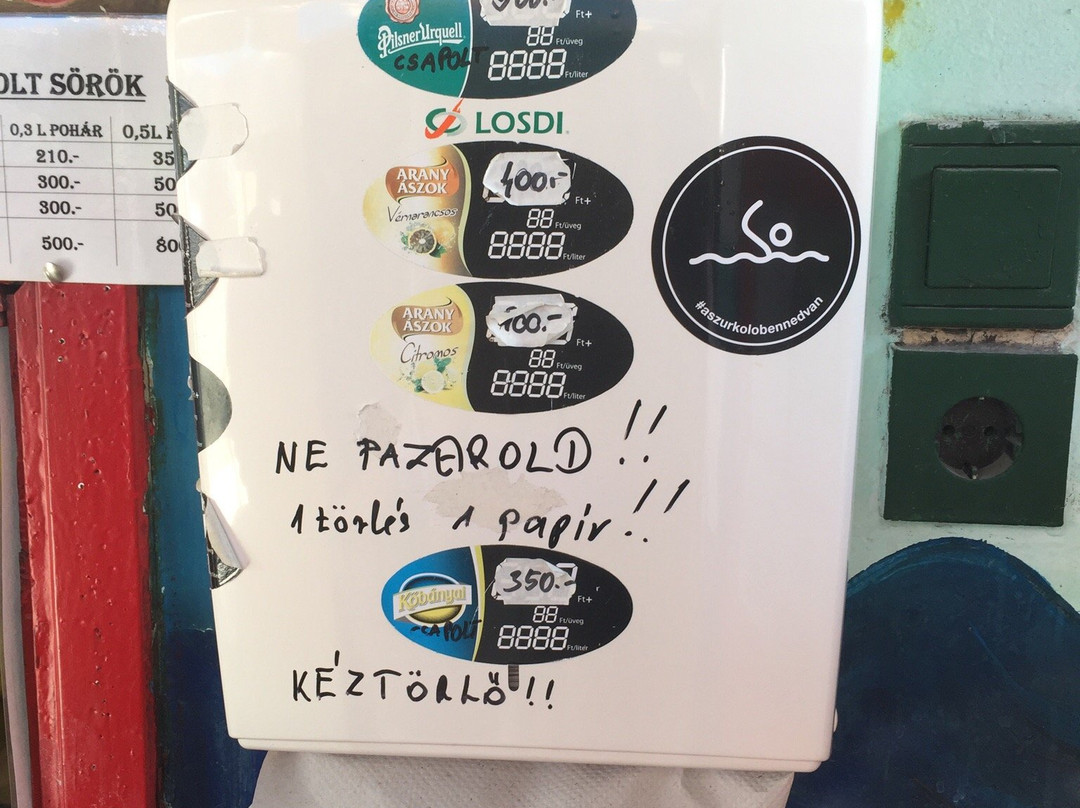 OLT SÖRÖK
0,3 L POHÁR 0,5L
210.- 35
300.- 50
300.- 50
500.- 80
Pilsner Urquell
CSAPOLT
Ft+
88 Ft/üveg
8888 Ft/liter
LOSDI
ARANY ÁSZOK
Vérnarancsos
400.-
Ft+
88 Ft/üveg
8888 Ft/liter
#aszurkolobennedvan
ARANY ÁSZOK
Citromos
400.-
Ft+
88 Ft/üveg
8888 Ft/liter
NE PAZAROLD !!
1 törlés 1 papír!!
Kőbányai
CSAPOLT
350.-
Ft+
88 Ft/üveg
8888 Ft/liter
KÉZTÖRLŐ!!